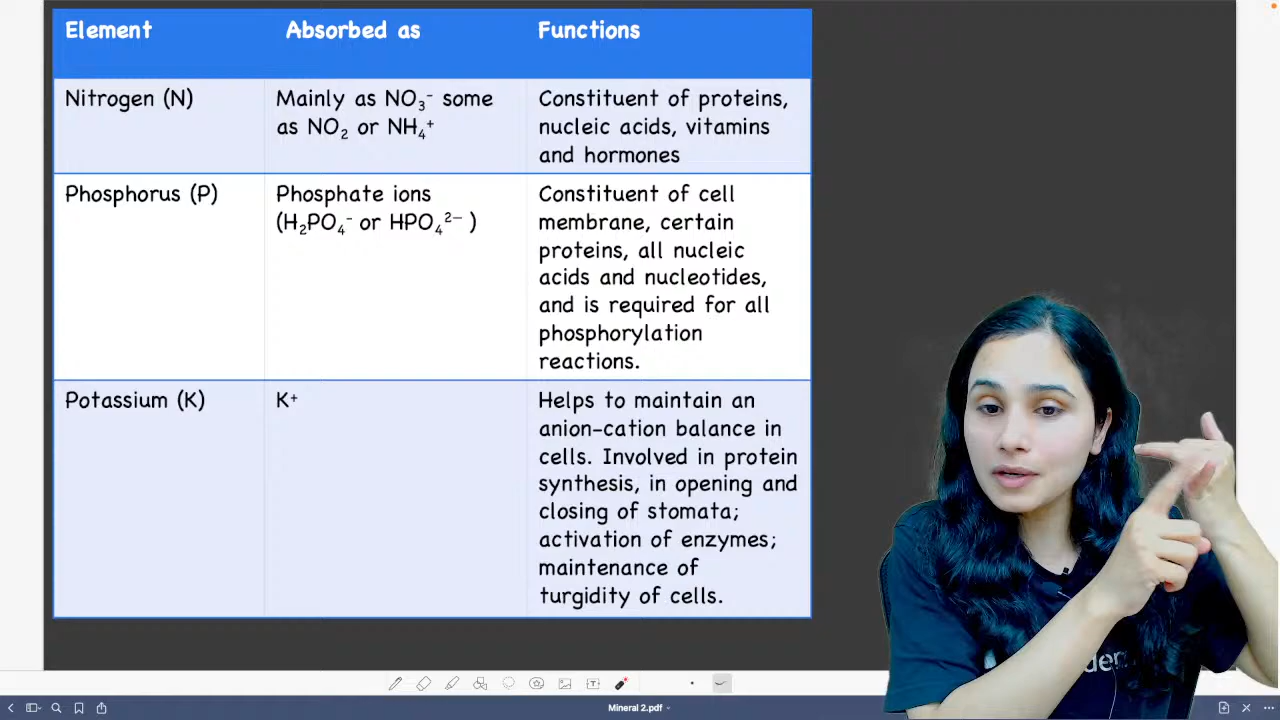 Element
Absorbed as
Functions
Nitrogen (N)
Mainly as NO₃⁻ some
as NO₂ or NH₄⁺
Constituent of proteins,
nucleic acids, vitamins
and hormones
Phosphorus (P)
Phosphate ions
(H₂PO₄⁻ or HPO₄²⁻ )
Constituent of cell
membrane, certain
proteins, all nucleic
acids and nucleotides,
and is required for all
phosphorylation
reactions.
Potassium (K)
K⁺
Helps to maintain an
anion-cation balance in
cells. Involved in protein
synthesis, in opening and
closing of stomata;
activation of enzymes;
maintenance of
turgidity of cells.
Mineral 2.pdf